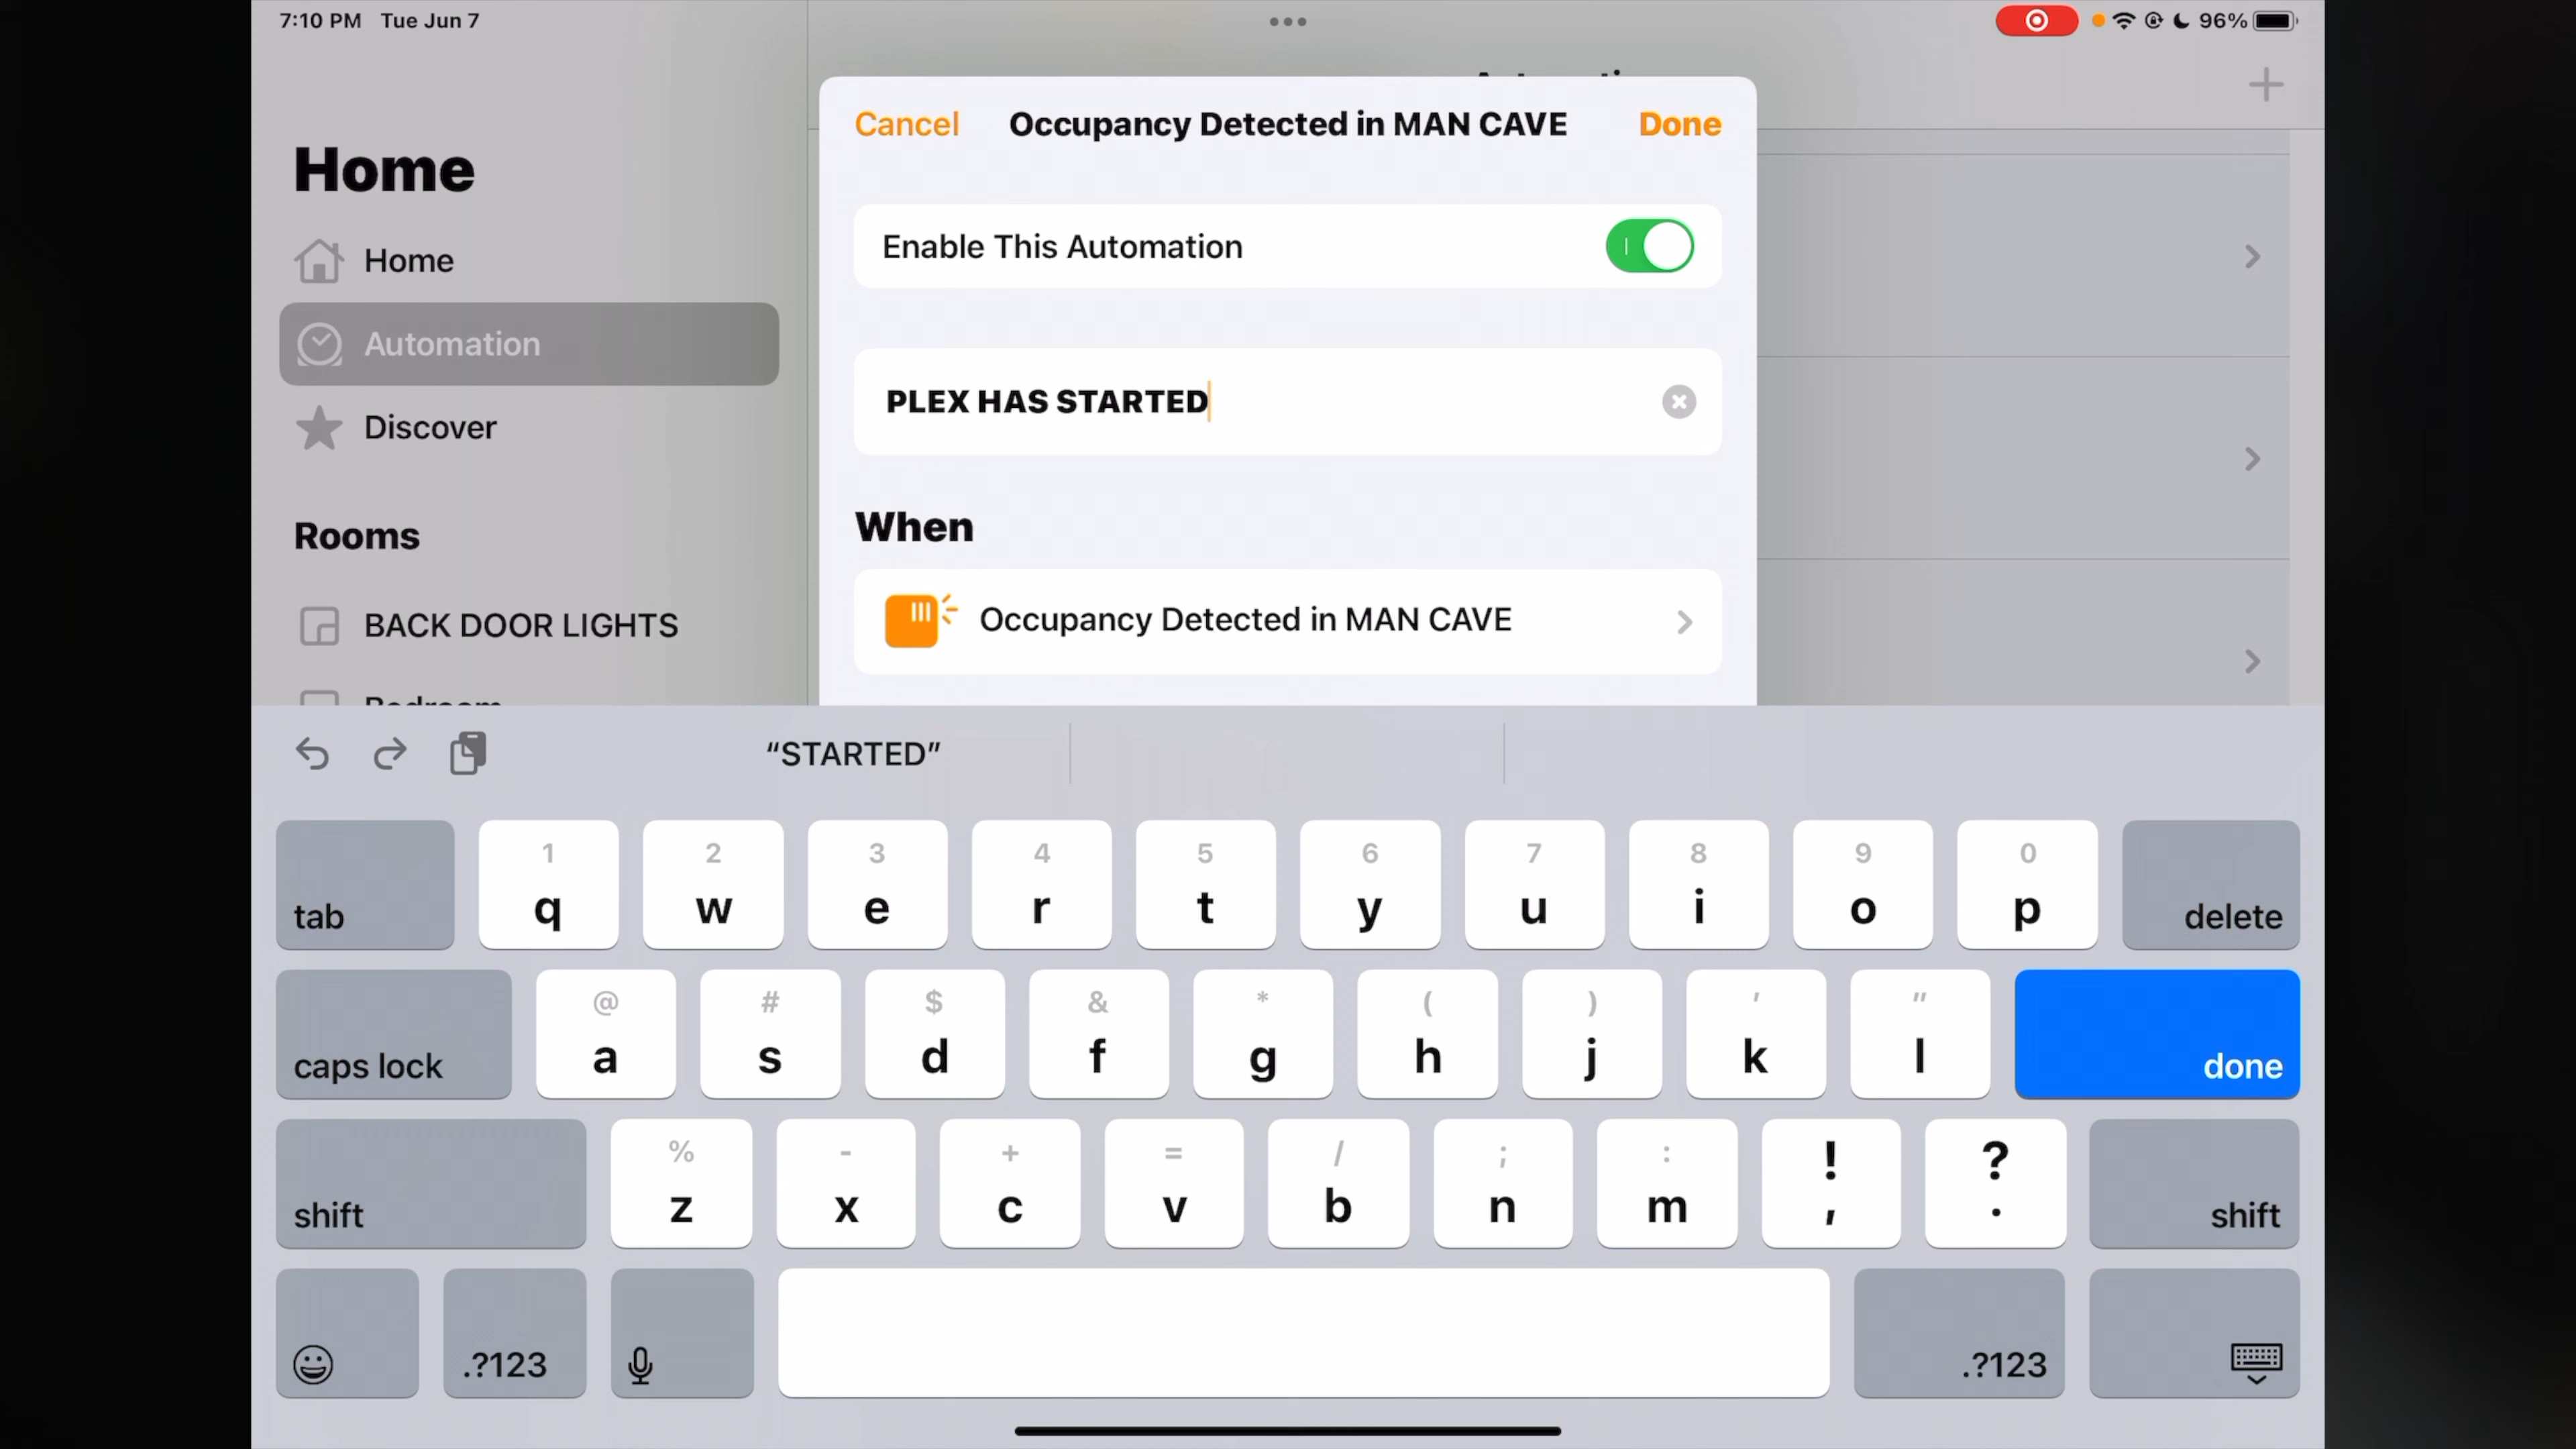 7:10 PM Tue Jun 7
96%
Home
Home
Automation
Discover
Rooms
BACK DOOR LIGHTS
Bedroom
Cancel
Occupancy Detected in MAN CAVE
Done
Enable This Automation
PLEX HAS STARTED
When
Occupancy Detected in MAN CAVE
“STARTED”
tab
1 2 3 4 5 6 7 8 9 0
q w e r t y u i o p
delete
caps lock
@ # $ & * ( ) ' "
a s d f g h j k l
done
shift
% - + = / ; : ! ?
z x c v b n m , .
shift
.?123
.?123